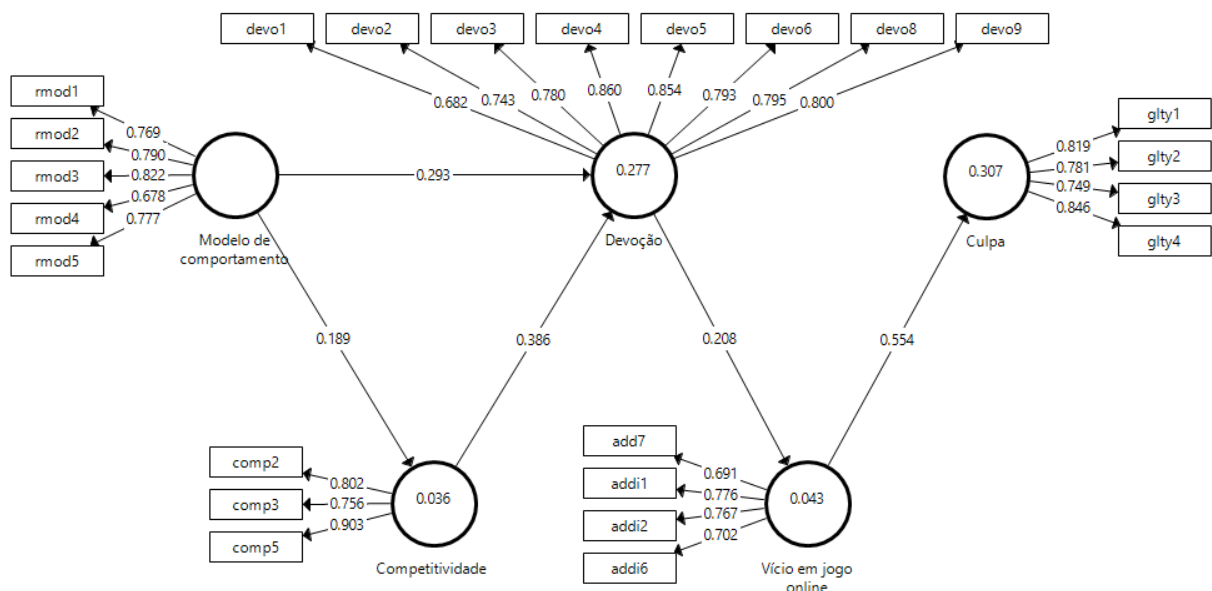 devo1 devo2 devo3 devo4 devo5 devo6 devo8 devo9
0.682 0.743 0.780 0.860 0.854 0.793 0.795 0.800
rmod1
rmod2
rmod3
rmod4
rmod5
0.769
0.790
0.822
0.678
0.777
Modelo de
comportamento
0.293
0.277
Devoção
0.307
Culpa
0.819
0.781
0.749
0.846
glty1
glty2
glty3
glty4
0.189
0.386
0.208
0.554
comp2
comp3
comp5
0.802
0.756
0.903
0.036
Competitividade
add7
addi1
addi2
addi6
0.691
0.776
0.767
0.702
0.043
Vício em jogo
online